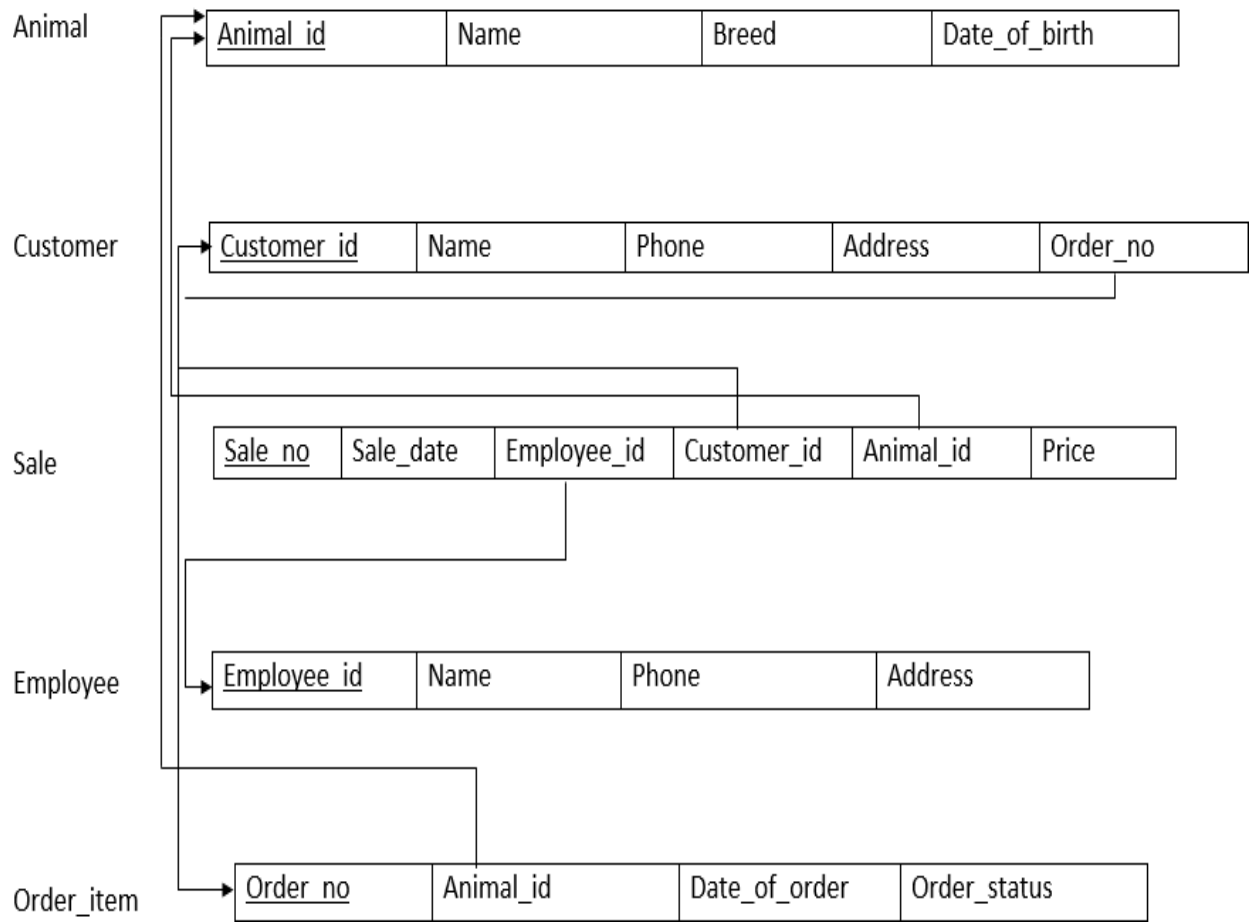 Animal
Animal_id Name Breed Date_of_birth
Customer
Customer_id Name Phone Address Order_no
Sale
Sale_no Sale_date Employee_id Customer_id Animal_id Price
Employee
Employee_id Name Phone Address
Order_item
Order_no Animal_id Date_of_order Order_status